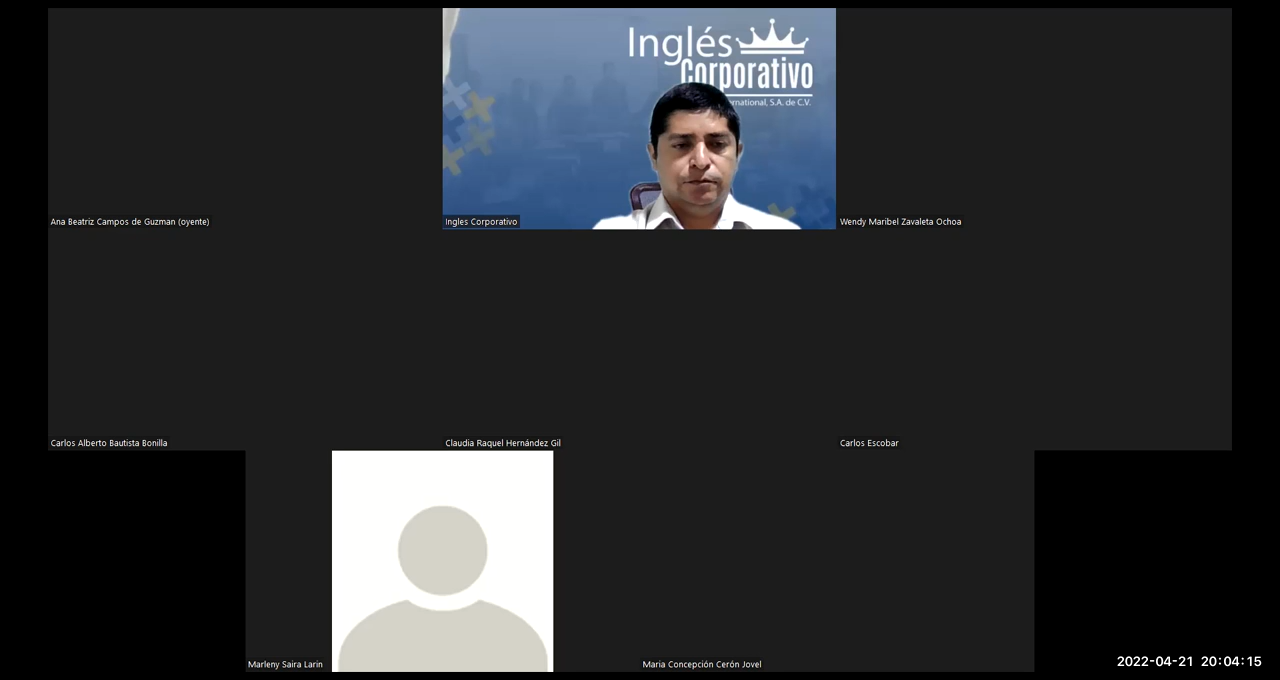 Inglés
Corporativo
ernational, S.A. de C.V.
Ana Beatriz Campos de Guzman (oyente)
Ingles Corporativo
Wendy Maribel Zavaleta Ochoa
Carlos Alberto Bautista Bonilla
Claudia Raquel Hernández Gil
Carlos Escobar
Marleny Saira Larin
Maria Concepción Cerón Jovel
2022-04-21 20:04:15